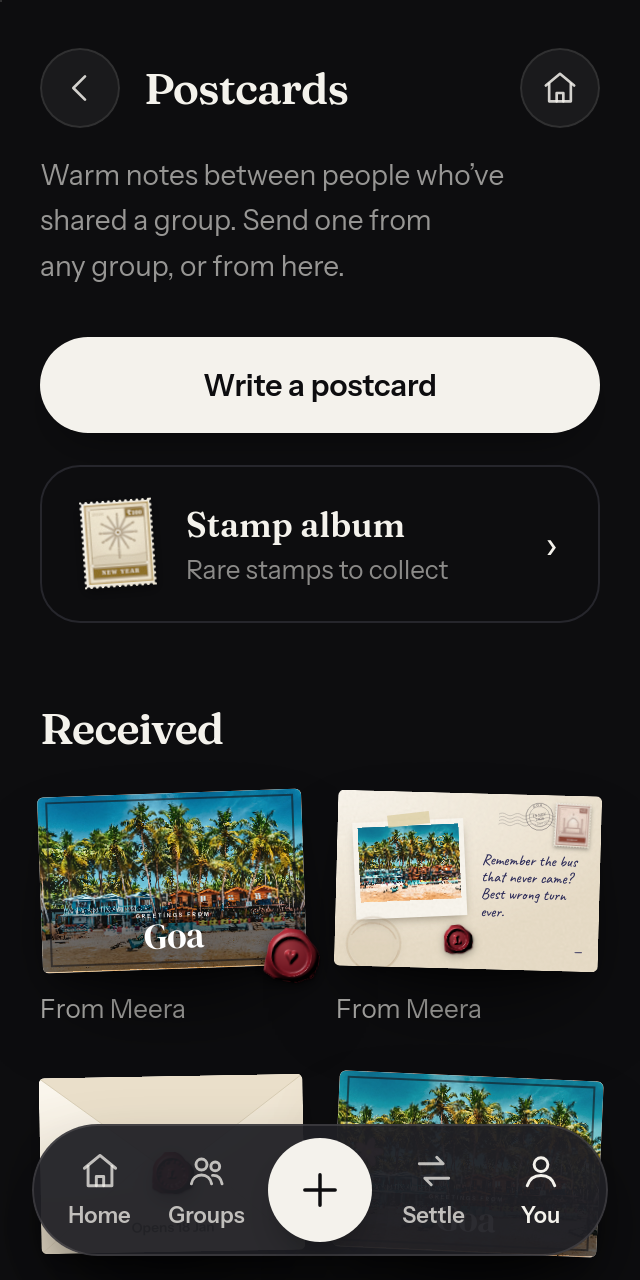 Postcards
Warm notes between people who’ve
shared a group. Send one from
any group, or from here.
Write a postcard
₹100
NEW YEAR
Stamp album
Rare stamps to collect
›
Received
GREETINGS FROM
Goa
Remember the bus
that never came?
Best wrong turn
ever.
—
From Meera
From Meera
Goa
Home
Groups
Settle
You